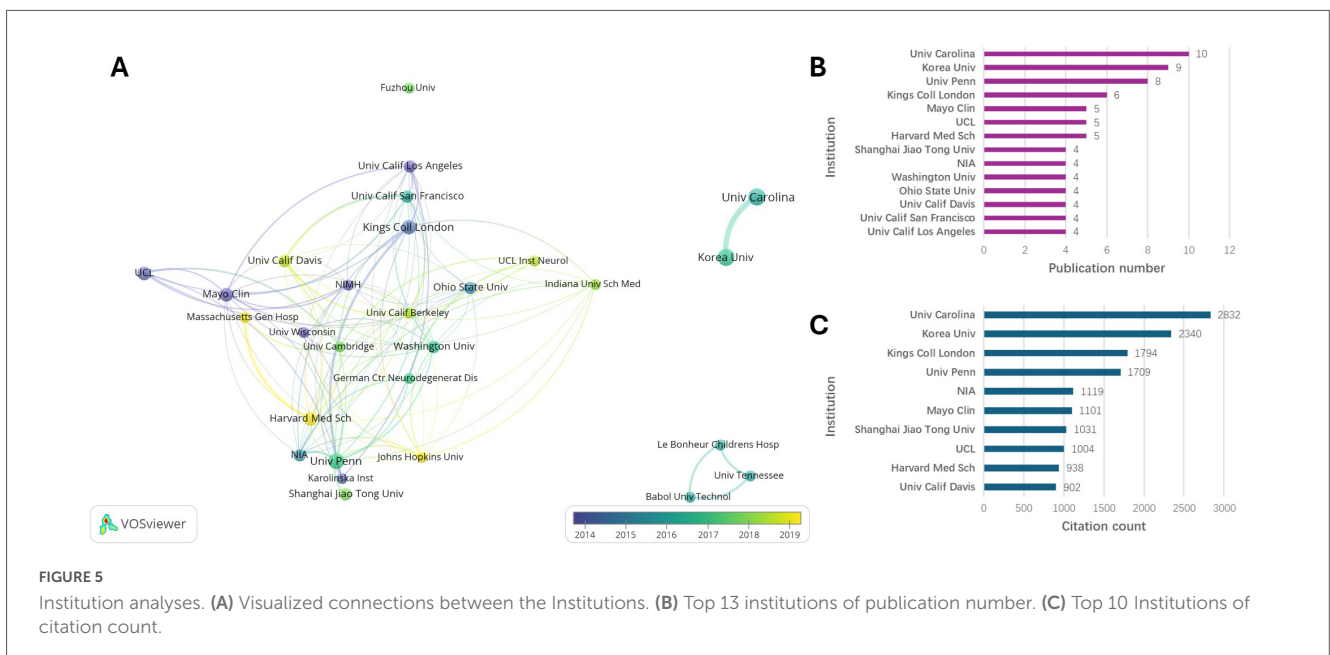 A
Fuzhou Univ
Univ Calif Los Angeles
Univ Calif San Francisco
Kings Coll London
Univ Calif Davis
UCL Inst Neurol
UCL
Mayo Clin
NIMH
Ohio State Univ
Indiana Univ Sch Med
Massachusetts Gen Hosp
Univ Calif Berkeley
Univ Wisconsin
Univ Cambridge
Washington Univ
German Ctr Neurodegenerat Dis
Harvard Med Sch
NIA
Univ Penn
Johns Hopkins Univ
Karolinska Inst
Shanghai Jiao Tong Univ
Univ Carolina
Korea Univ
Le Bonheur Childrens Hosp
Univ Tennessee
Babol Univ Technol
VOSviewer
2014 2015 2016 2017 2018 2019
B
Institution
Univ Carolina 10
Korea Univ 9
Univ Penn 8
Kings Coll London 6
Mayo Clin 5
UCL 5
Harvard Med Sch 5
Shanghai Jiao Tong Univ 4
NIA 4
Washington Univ 4
Ohio State Univ 4
Univ Calif Davis 4
Univ Calif San Francisco 4
Univ Calif Los Angeles 4
0 2 4 6 8 10 12
Publication number
C
Institution
Univ Carolina 2832
Korea Univ 2340
Kings Coll London 1794
Univ Penn 1709
NIA 1119
Mayo Clin 1101
Shanghai Jiao Tong Univ 1031
UCL 1004
Harvard Med Sch 938
Univ Calif Davis 902
0 500 1000 1500 2000 2500 3000
Citation count
FIGURE 5
Institution analyses. (A) Visualized connections between the Institutions. (B) Top 13 institutions of publication number. (C) Top 10 Institutions of
citation count.